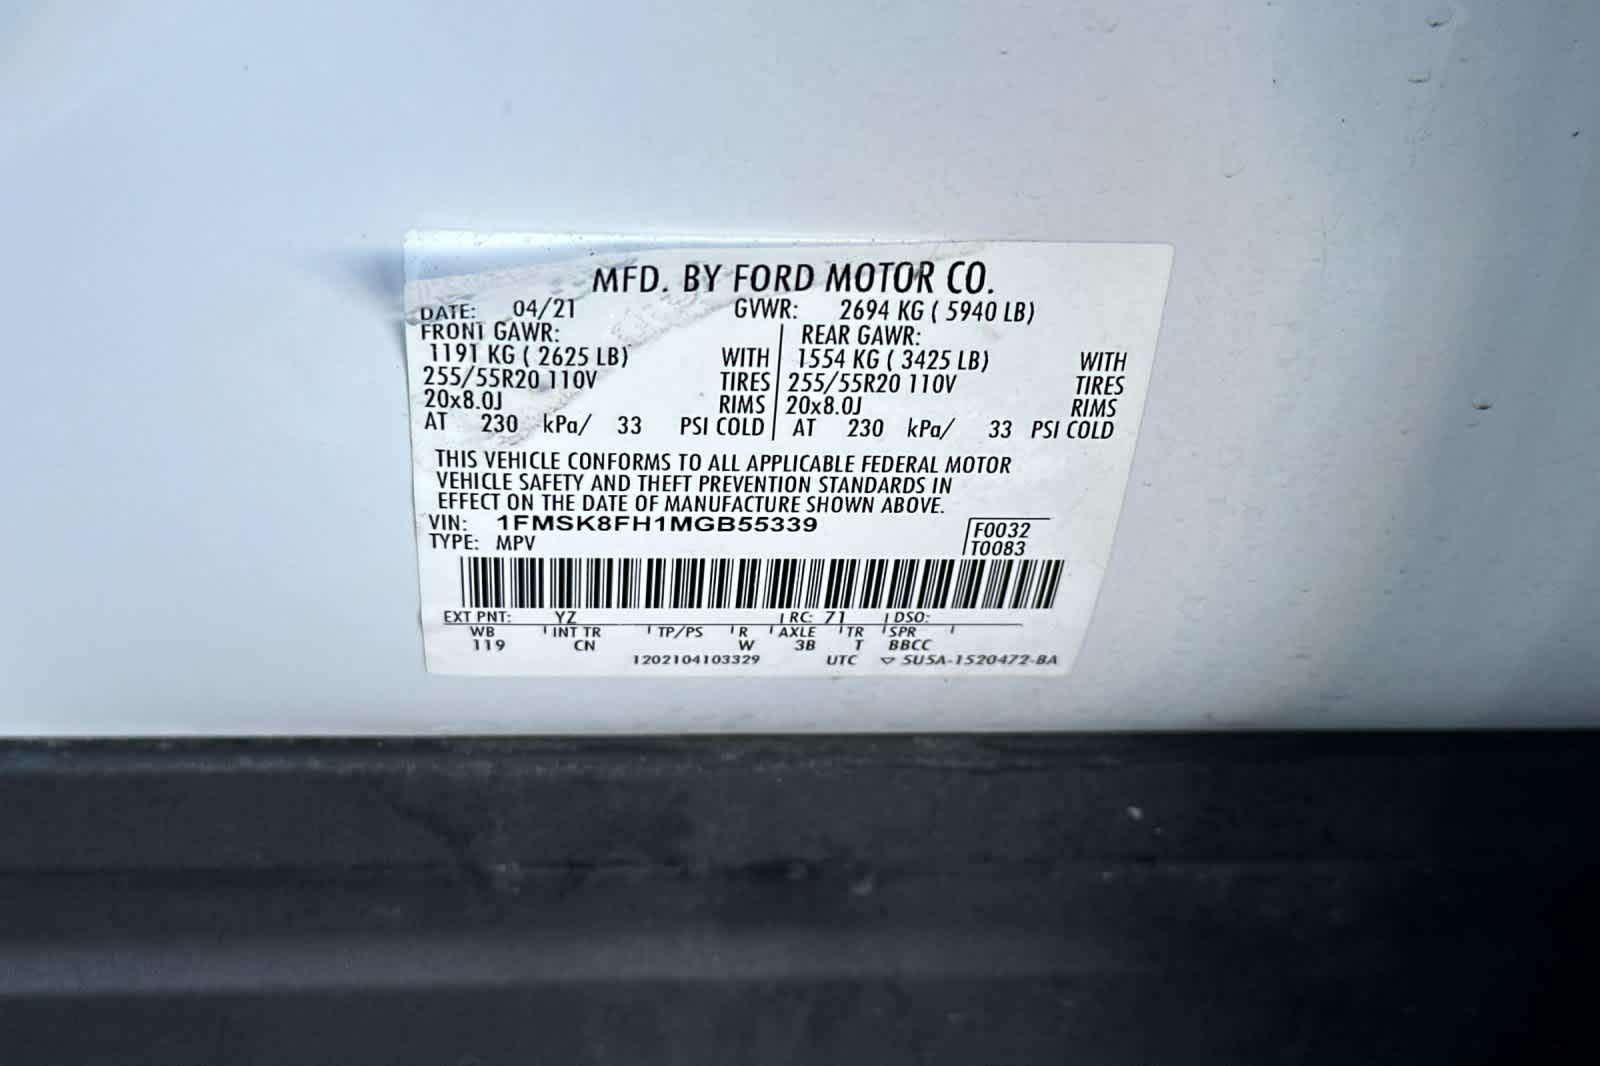 MFD. BY FORD MOTOR CO.
DATE: 04/21 GVWR: 2694 KG ( 5940 LB)
FRONT GAWR: REAR GAWR:
1191 KG ( 2625 LB) WITH 1554 KG ( 3425 LB) WITH
255/55R20 110V TIRES 255/55R20 110V TIRES
20x8.0J RIMS 20x8.0J RIMS
AT 230 kPa/ 33 PSI COLD AT 230 kPa/ 33 PSI COLD
THIS VEHICLE CONFORMS TO ALL APPLICABLE FEDERAL MOTOR
VEHICLE SAFETY AND THEFT PREVENTION STANDARDS IN
EFFECT ON THE DATE OF MANUFACTURE SHOWN ABOVE.
VIN: 1FMSK8FH1MGB55339 F0032
TYPE: MPV T0083
EXT PNT: YZ RC: 71 DSO:
WB INT TR TP/PS R AXLE TR SPR
119 CN W 3B T BBCC
1202104103329 UTC ▽ 5U5A-1520472-BA